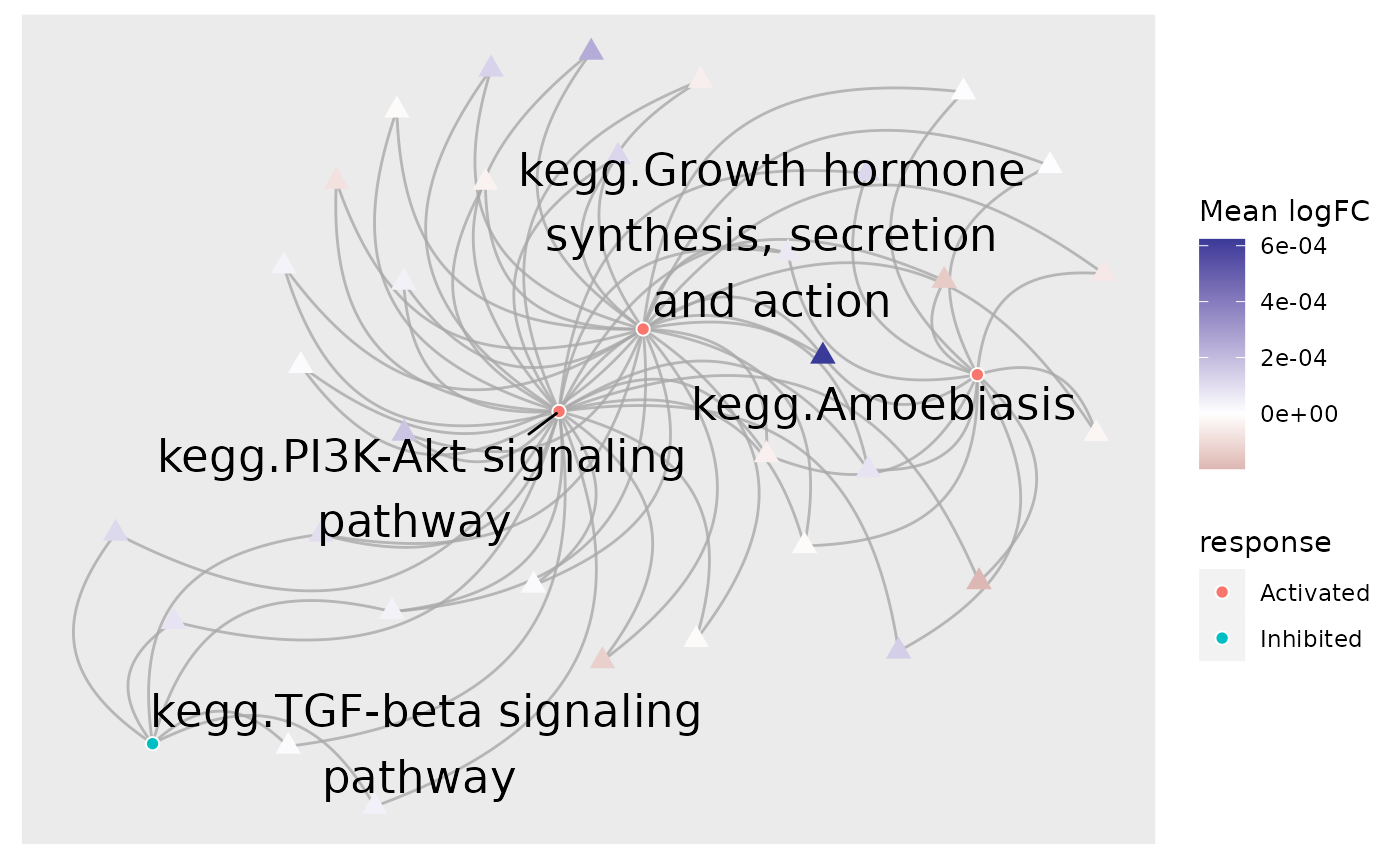 kegg.Growth hormone
synthesis, secretion
and action
kegg.Amoebiasis
kegg.PI3K-Akt signaling
pathway
kegg.TGF-beta signaling
pathway
Mean logFC
6e-04
4e-04
2e-04
0e+00
response
Activated
Inhibited